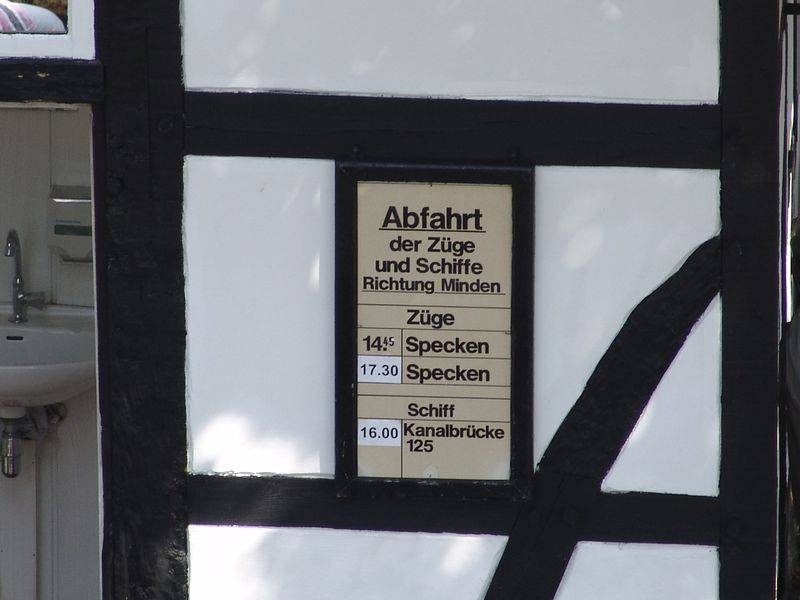 Abfahrt
der Züge
und Schiffe
Richtung Minden
Züge
14.45 Specken
17.30 Specken
Schiff
16.00 Kanalbrücke
125